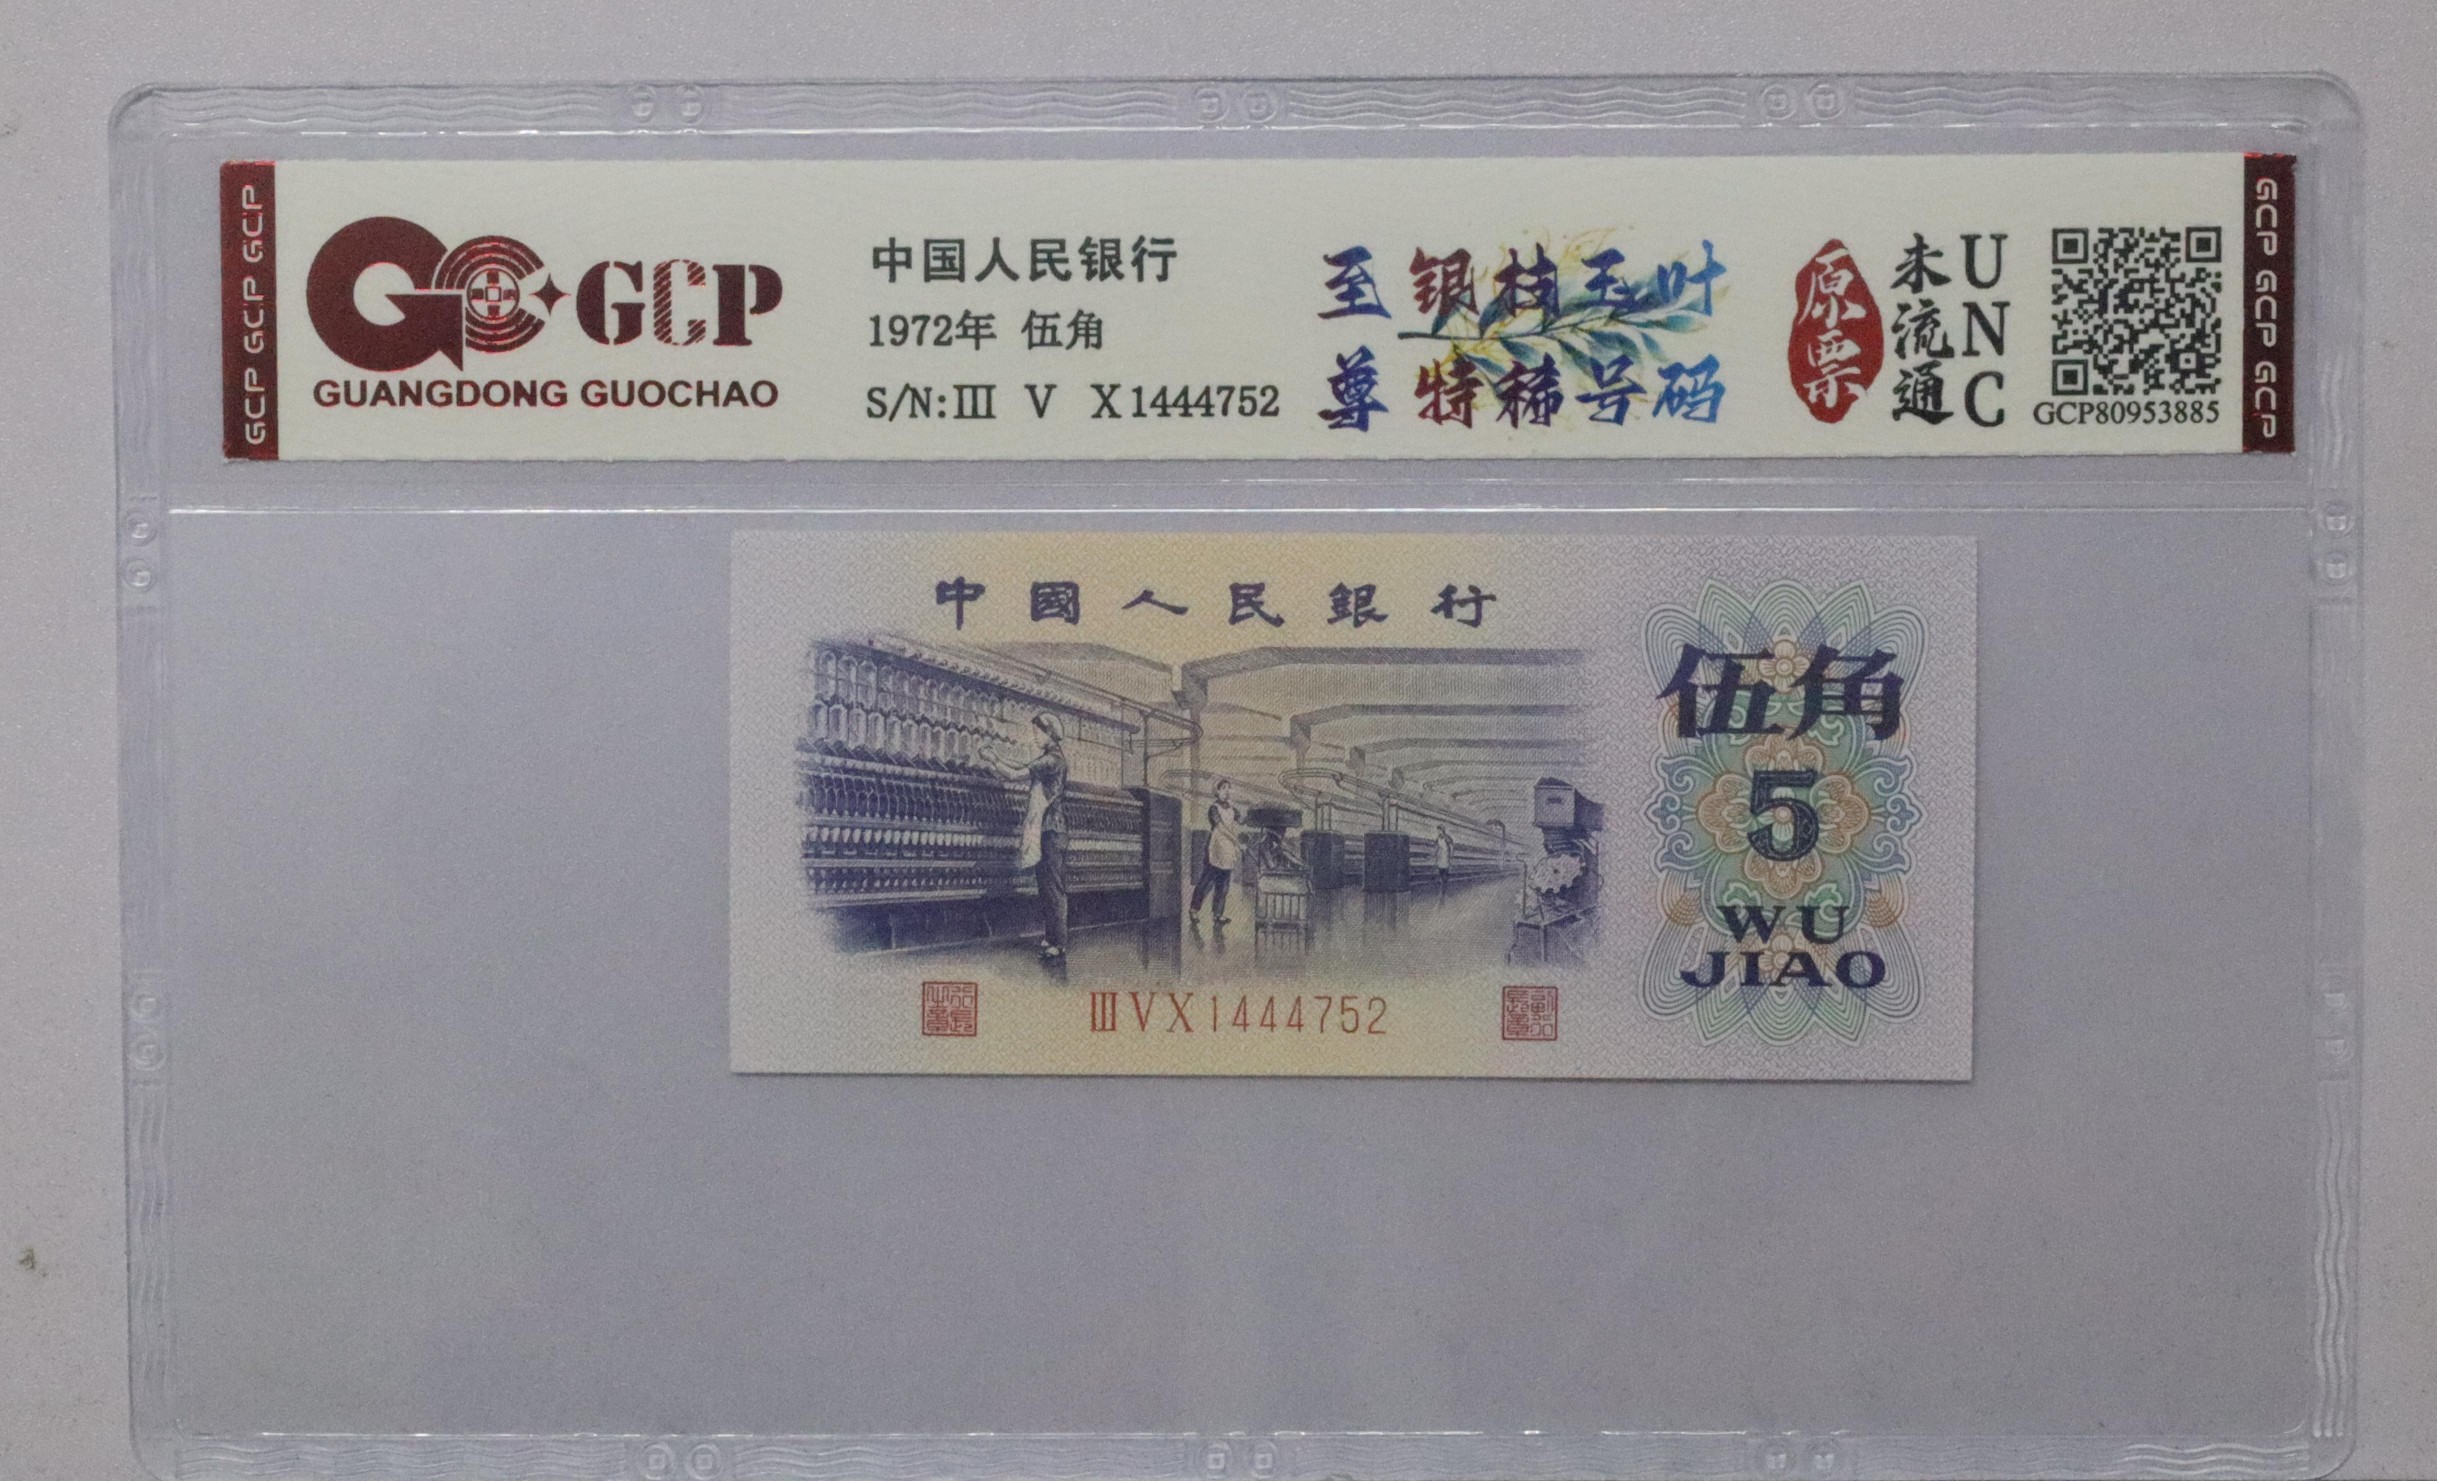 GCP GCP GCP
GCP
GUANGDONG GUOCHAO
中国人民银行
1972年 伍角
S/N:Ⅲ V X1444752
至尊
银枝玉叶
特稀号码
原票
未流通
UNC
GCP80953885
GCP GCP GCP
中國人民銀行
伍角
5
WU
JIAO
ⅢVX1444752